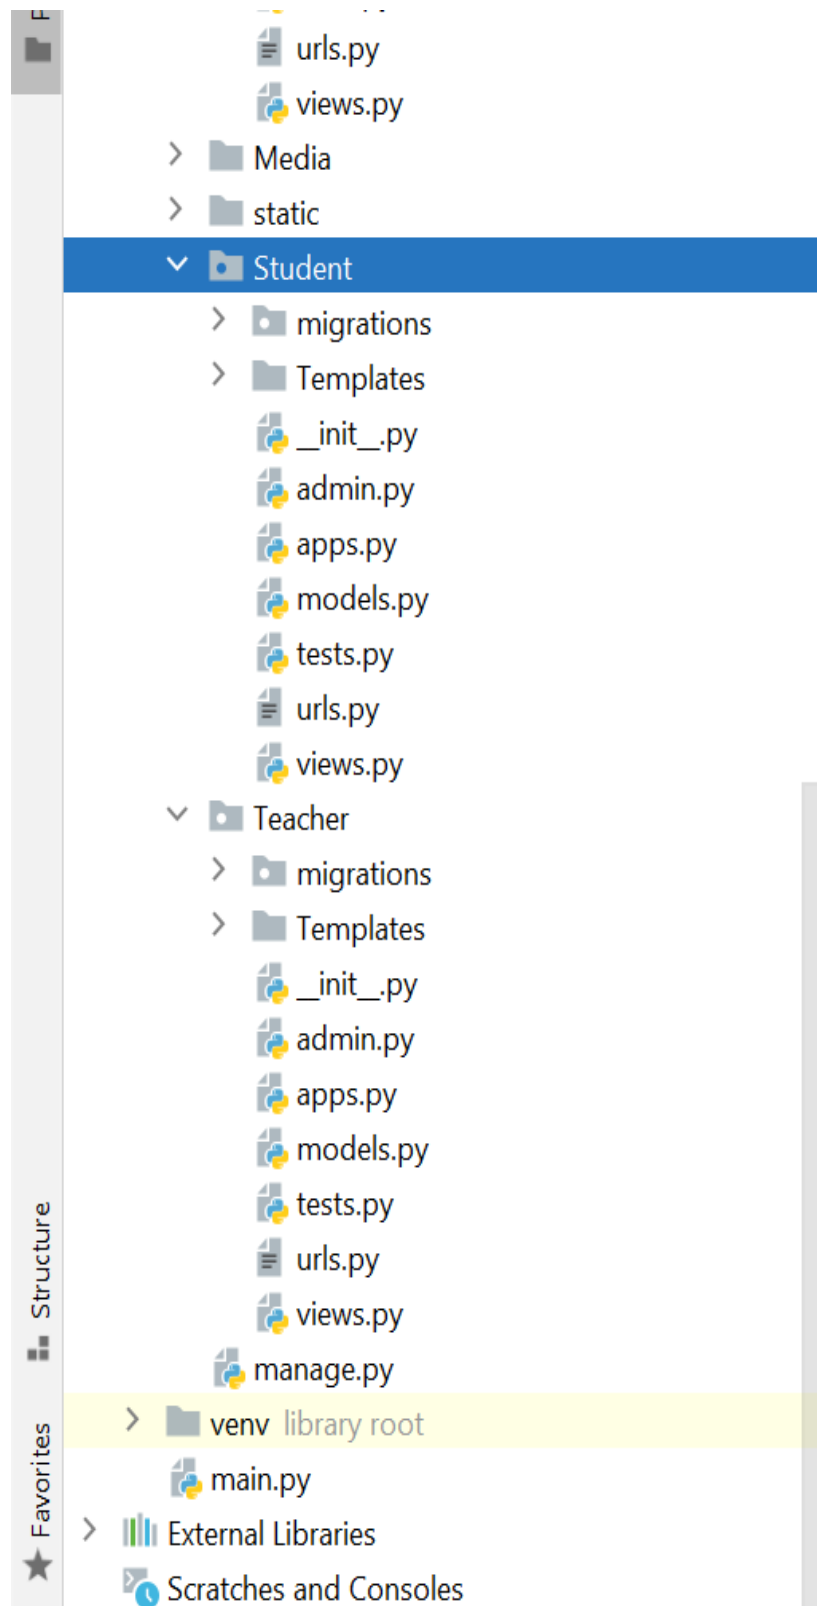 urls.py
views.py
Media
static
Student
migrations
Templates
__init__.py
admin.py
apps.py
models.py
tests.py
urls.py
views.py
Teacher
migrations
Templates
__init__.py
admin.py
apps.py
models.py
tests.py
urls.py
views.py
manage.py
venv library root
main.py
External Libraries
Scratches and Consoles
Structure
Favorites